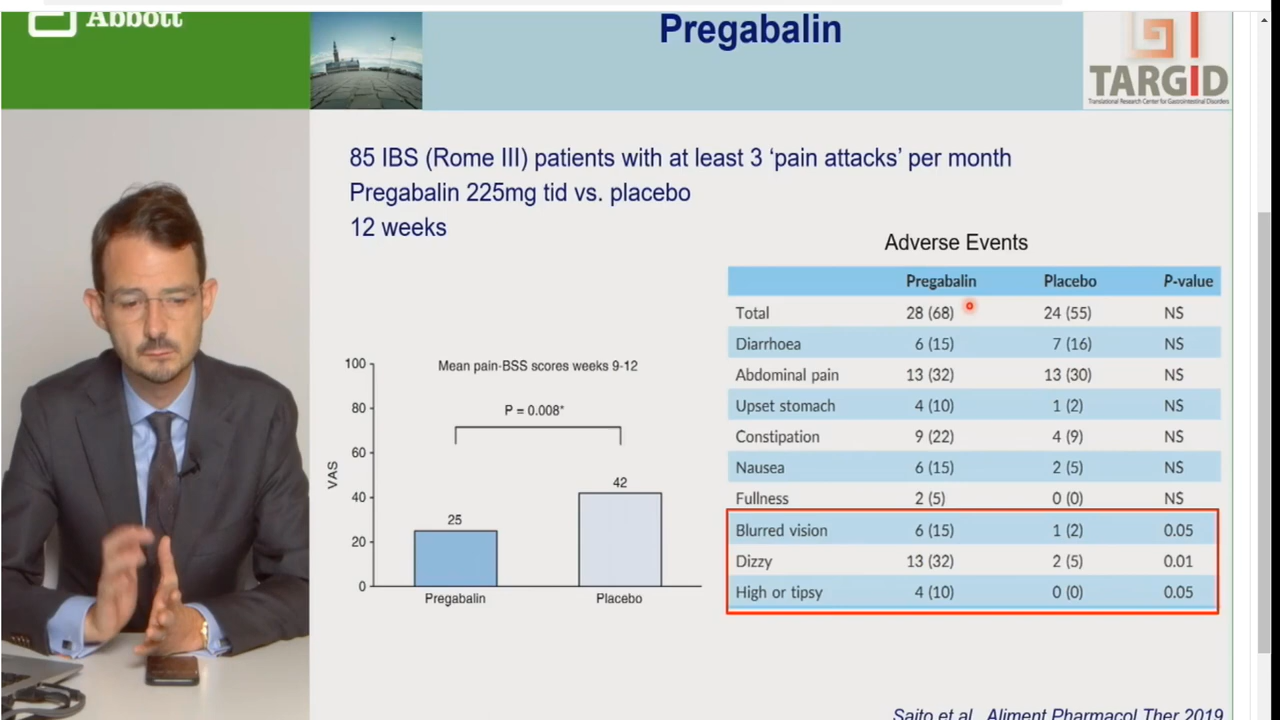 Abbott
Pregabalin
TARGID
Translational Research Center for Gastrointestinal Disorders
85 IBS (Rome III) patients with at least 3 ‘pain attacks’ per month
Pregabalin 225mg tid vs. placebo
12 weeks
Mean pain-BSS scores weeks 9-12
P = 0.008*
VAS
100
80
60
40
20
0
25
42
Pregabalin
Placebo
Adverse Events
Pregabalin Placebo P-value
Total 28 (68) 24 (55) NS
Diarrhoea 6 (15) 7 (16) NS
Abdominal pain 13 (32) 13 (30) NS
Upset stomach 4 (10) 1 (2) NS
Constipation 9 (22) 4 (9) NS
Nausea 6 (15) 2 (5) NS
Fullness 2 (5) 0 (0) NS
Blurred vision 6 (15) 1 (2) 0.05
Dizzy 13 (32) 2 (5) 0.01
High or tipsy 4 (10) 0 (0) 0.05
Saito et al., Aliment Pharmacol Ther 2019